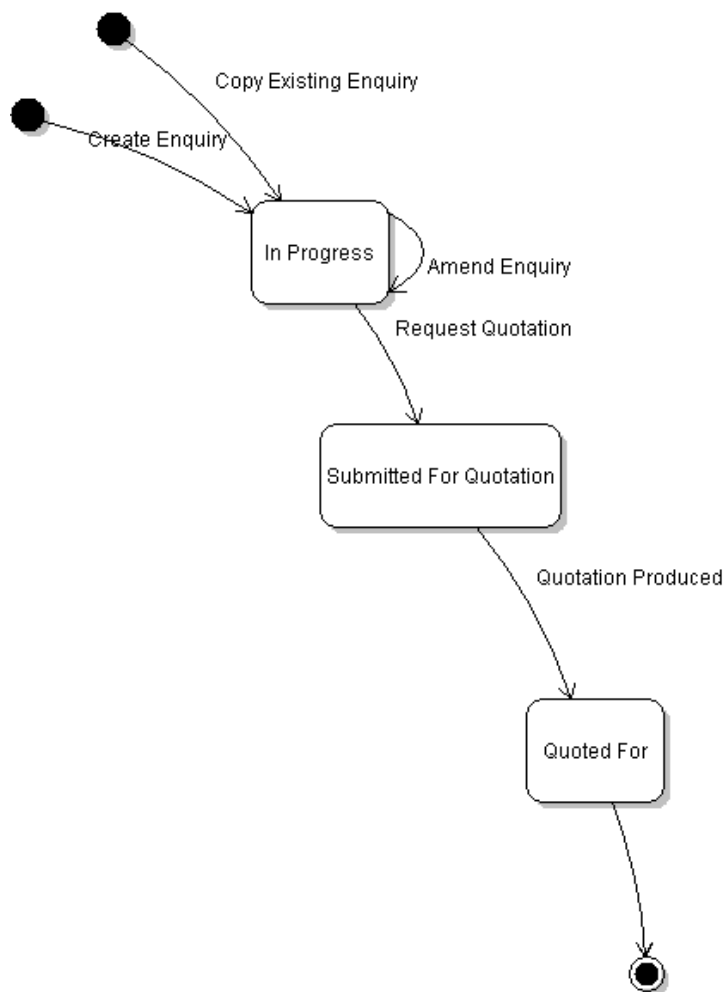 Copy Existing Enquiry
Create Enquiry
In Progress
Amend Enquiry
Request Quotation
Submitted For Quotation
Quotation Produced
Quoted For